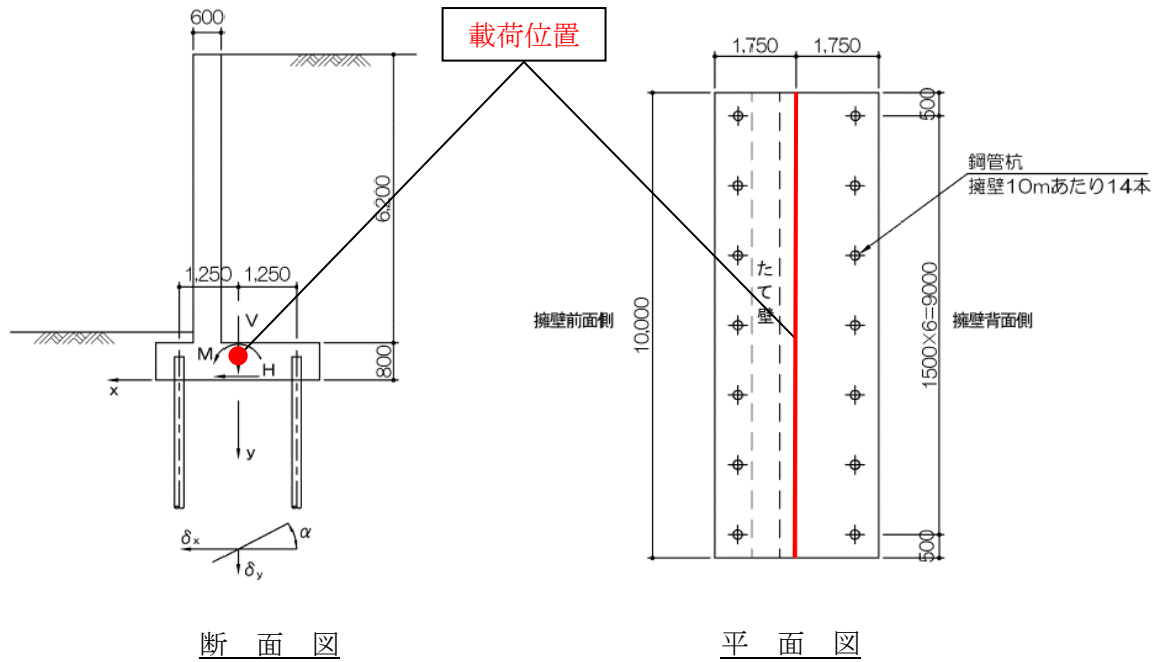 600
載荷位置
6,200
1,250
1,250
V
M
H
800
x
y
α
δx
δy
断 面 図
1,750
1,750
500
鋼管杭
擁壁10mあたり14本
たて壁
擁壁前面側
10,000
擁壁背面側
1500×6=9000
500
平 面 図